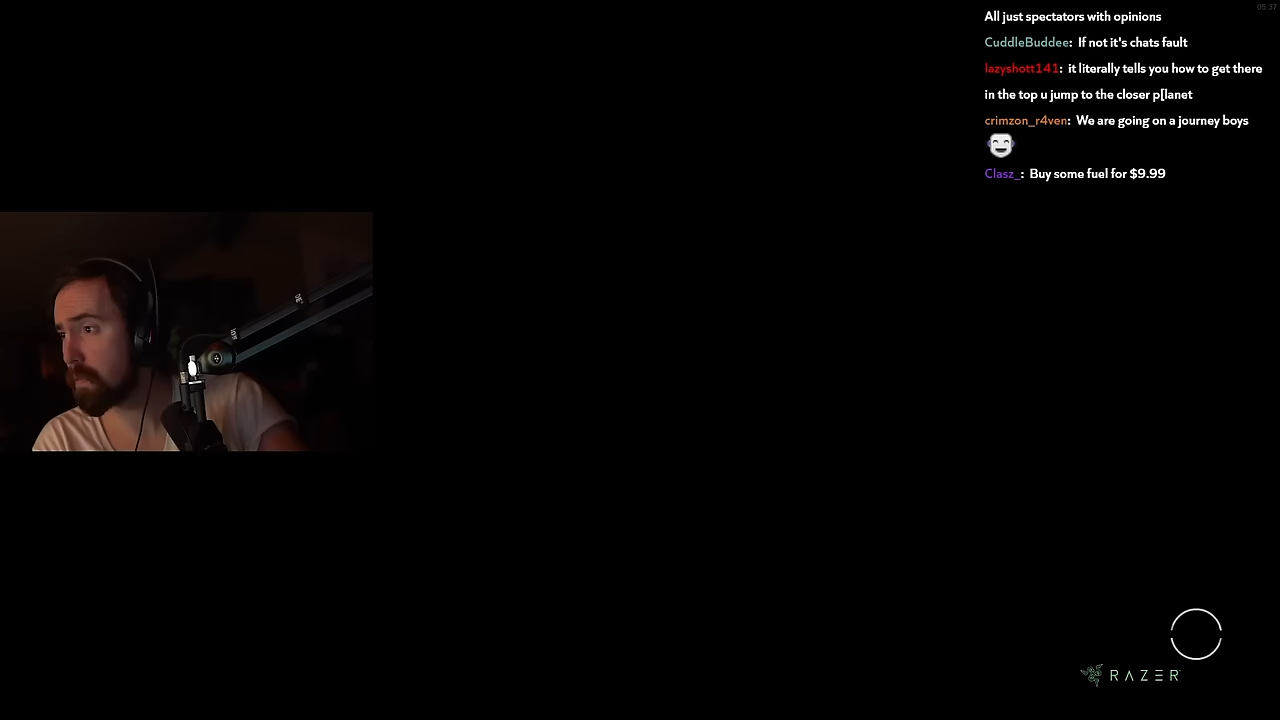 05:37
All just spectators with opinions
CuddleBuddee: If not it's chats fault
lazyshott141: it literally tells you how to get there
in the top u jump to the closer p[lanet
crimzon_r4ven: We are going on a journey boys
Clasz_: Buy some fuel for $9.99
RAZER